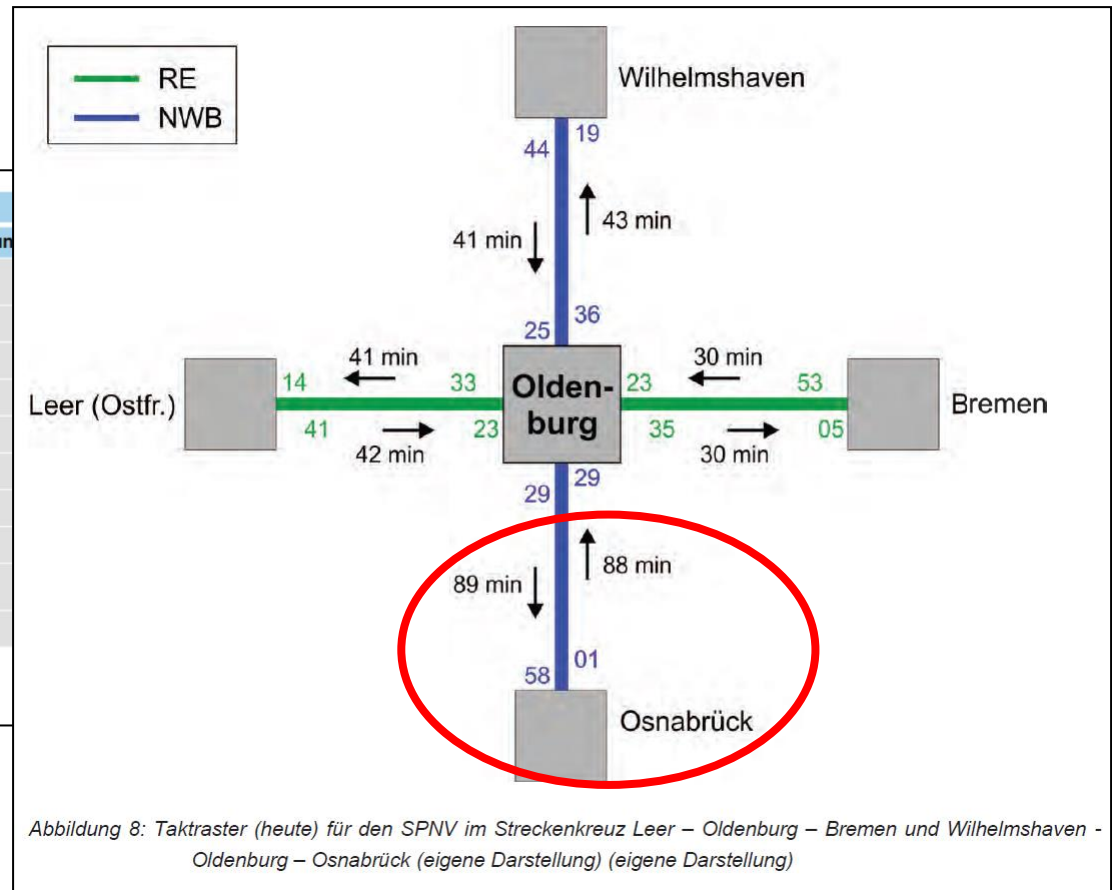 RE
NWB
Wilhelmshaven
44 19
41 min 43 min
25 36
41 min 30 min
14 33 Olden- 23 53
Leer (Ostfr.) burg Bremen
41 23 35 05
42 min 30 min
29 29
89 min 88 min
58 01
Osnabrück
Abbildung 8: Taktraster (heute) für den SPNV im Streckenkreuz Leer – Oldenburg – Bremen und Wilhelmshaven -
Oldenburg – Osnabrück (eigene Darstellung) (eigene Darstellung)